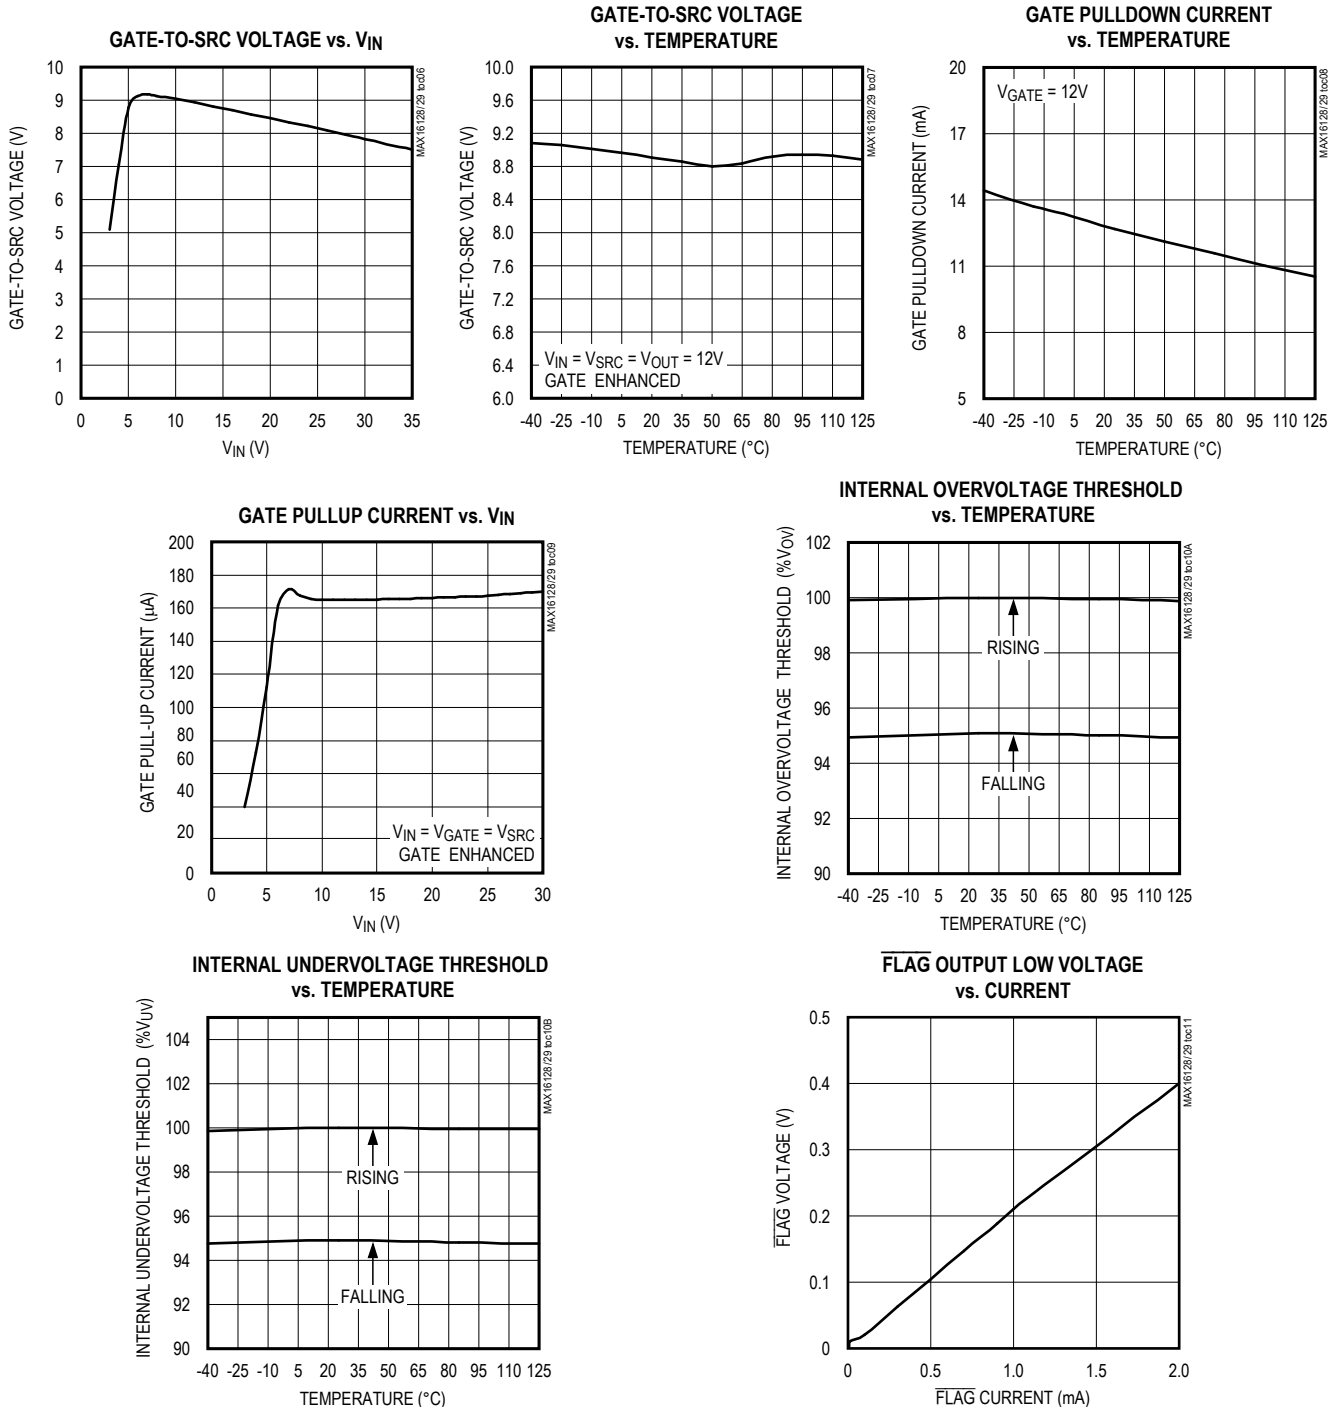 GATE-TO-SRC VOLTAGE vs. VIN
GATE-TO-SRC VOLTAGE (V)
10
9
8
7
6
5
4
3
2
1
0
0 5 10 15 20 25 30 35
VIN (V)
MAX16128/29 toc06
GATE-TO-SRC VOLTAGE
vs. TEMPERATURE
GATE-TO-SRC VOLTAGE (V)
10.0
9.6
9.2
8.8
8.4
8.0
7.6
7.2
6.8
6.4
6.0
VIN = VSRC = VOUT = 12V
GATE ENHANCED
-40 -25 -10 5 20 35 50 65 80 95 110 125
TEMPERATURE (°C)
MAX16128/29 toc07
GATE PULLDOWN CURRENT
vs. TEMPERATURE
GATE PULLDOWN CURRENT (mA)
20
17
14
11
8
5
VGATE = 12V
-40 -25 -10 5 20 35 50 65 80 95 110 125
TEMPERATURE (°C)
MAX16128/29 toc08
GATE PULLUP CURRENT vs. VIN
GATE PULL-UP CURRENT (µA)
200
180
160
140
120
100
80
60
40
20
0
VIN = VGATE = VSRC
GATE ENHANCED
0 5 10 15 20 25 30
VIN (V)
MAX16128/29 toc09
INTERNAL OVERVOLTAGE THRESHOLD
vs. TEMPERATURE
INTERNAL OVERVOLTAGE THRESHOLD (%VOV)
102
100
98
96
94
92
90
RISING
FALLING
-40 -25 -10 5 20 35 50 65 80 95 110 125
TEMPERATURE (°C)
MAX16128/29 toc10A
INTERNAL UNDERVOLTAGE THRESHOLD
vs. TEMPERATURE
INTERNAL UNDERVOLTAGE THRESHOLD (%VUV)
104
102
100
98
96
94
92
90
RISING
FALLING
-40 -25 -10 5 20 35 50 65 80 95 110 125
TEMPERATURE (°C)
MAX16128/29 toc10B
FLAG OUTPUT LOW VOLTAGE
vs. CURRENT
FLAG VOLTAGE (V)
0.5
0.4
0.3
0.2
0.1
0
0 0.5 1.0 1.5 2.0
FLAG CURRENT (mA)
MAX16128/29 toc11